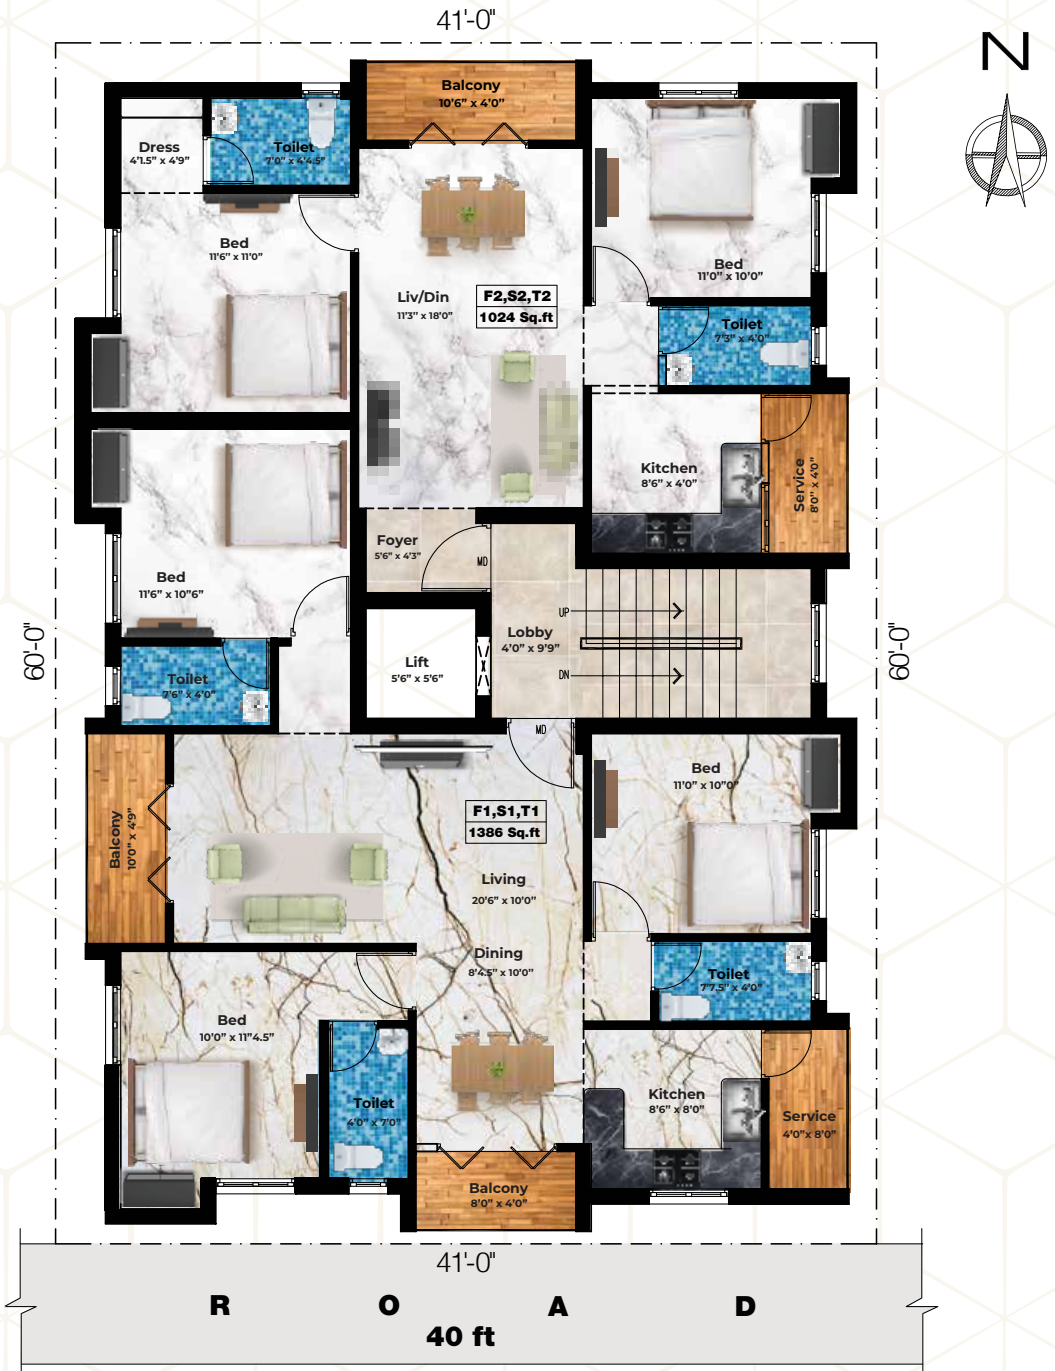 41'-0"
N
Balcony
10'6" x 4'0"
Dress
4'1.5" x 4'9"
Toilet
7'0" x 4'4.5"
Bed
11'6" x 11'0"
Bed
11'0" x 10'0"
Liv/Din
11'3" x 18'0"
F2,S2,T2
1024 Sq.ft
Toilet
7'3" x 4'0"
Kitchen
8'6" x 4'0"
Service
8'0" x 4'0"
Foyer
5'6" x 4'3"
MD
Bed
11'6" x 10"6"
UP
Lobby
4'0" x 9'9"
DN
Lift
5'6" x 5'6"
60'-0"
60'-0"
Toilet
7'6" x 4'0"
MD
Bed
11'0" x 10"0"
F1,S1,T1
1386 Sq.ft
Balcony
10'0" x 4'9"
Living
20'6" x 10'0"
Dining
8'4.5" x 10'0"
Toilet
7'7.5" x 4'0"
Bed
10'0" x 11"4.5"
Toilet
4'0" x 7'0"
Kitchen
8'6" x 8'0"
Service
4'0"x 8'0"
Balcony
8'0" x 4'0"
41'-0"
R O A D
40 ft